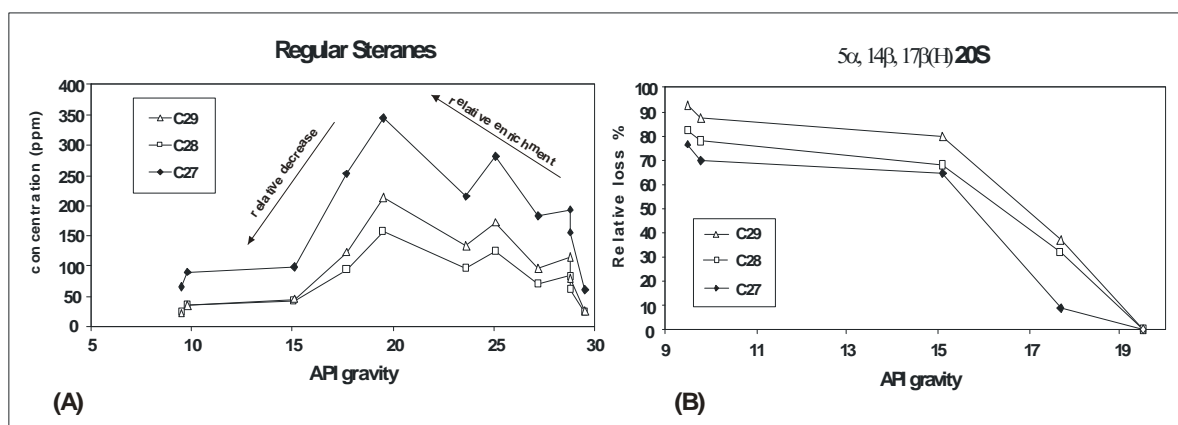 Regular Steranes
400
350
300
250
200
150
100
50
0
concentration (ppm)
C29
C28
C27
relative decrease
relative enrichment
5
10
15
20
25
30
API gravity
(A)
5α, 14β, 17β(H) 20S
100
90
80
70
60
50
40
30
20
10
0
Relative loss %
C29
C28
C27
9
11
13
15
17
19
API gravity
(B)